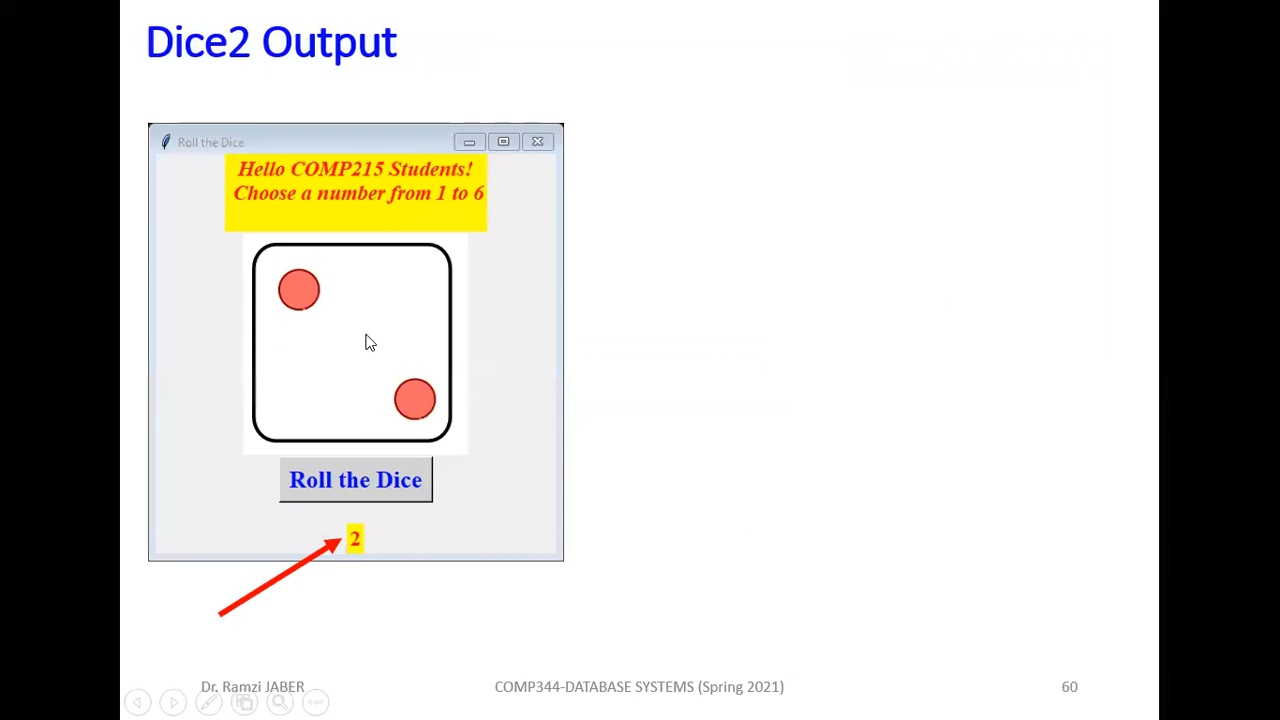 Dice2 Output
Roll the Dice
Hello COMP215 Students!
Choose a number from 1 to 6
Roll the Dice
2
Dr. Ramzi JABER
COMP344-DATABASE SYSTEMS (Spring 2021)
60